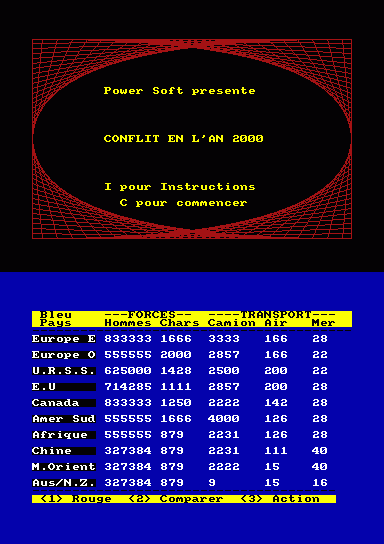 Power Soft presente
CONFLIT EN L'AN 2000
I pour Instructions
C pour commencer
Bleu ---FORCES-- ----TRANSPORT---
Pays Hommes Chars Camion Air Mer
Europe E 833333 1666 3333 166 28
Europe O 555555 2000 2857 166 22
U.R.S.S. 625000 1428 2500 200 22
E.U 714285 1111 2857 200 28
Canada 833333 1250 2222 142 28
Amer Sud 555555 1666 4000 126 28
Afrique 555555 879 2231 126 28
Chine 327384 879 2231 111 40
M.Orient 327384 879 2222 15 40
Aus/N.Z. 327384 879 9 15 16
<1> Rouge <2> Comparer <3> Action